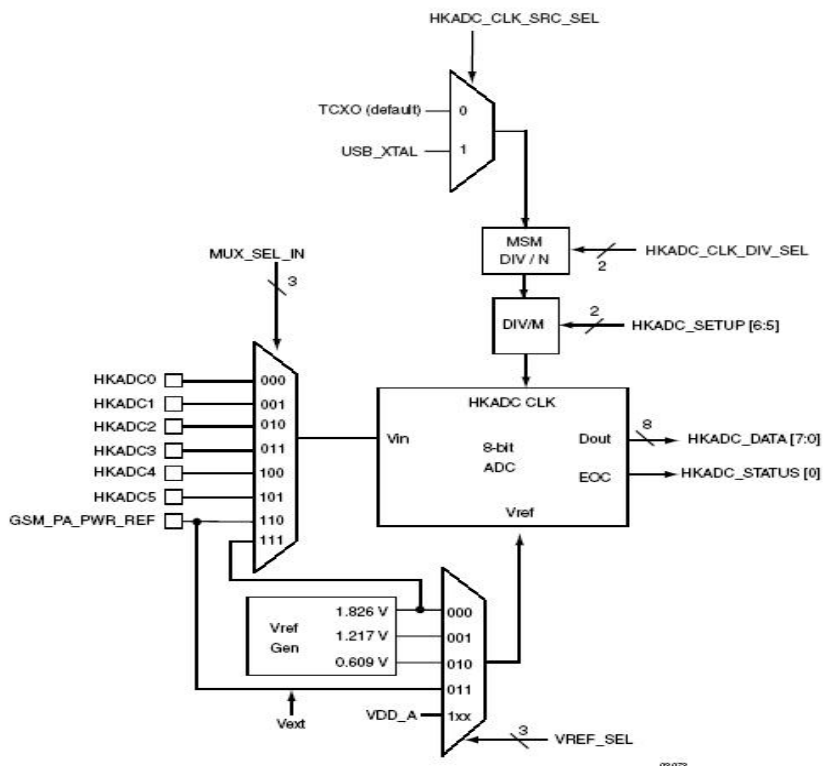 HKADC_CLK_SRC_SEL
TCXO (default)
0
USB_XTAL
1
MSM
DIV / N
2
HKADC_CLK_DIV_SEL
MUX_SEL_IN
3
DIV/M
2
HKADC_SETUP [6:5]
HKADC0
000
HKADC1
001
HKADC2
010
HKADC3
011
HKADC4
100
HKADC5
101
GSM_PA_PWR_REF
110
111
HKADC CLK
Vin
8-bit
ADC
Dout
EOC
Vref
8
HKADC_DATA [7:0]
HKADC_STATUS [0]
Vref
Gen
1.826 V
1.217 V
0.609 V
000
001
010
011
1xx
Vext
VDD_A
3
VREF_SEL